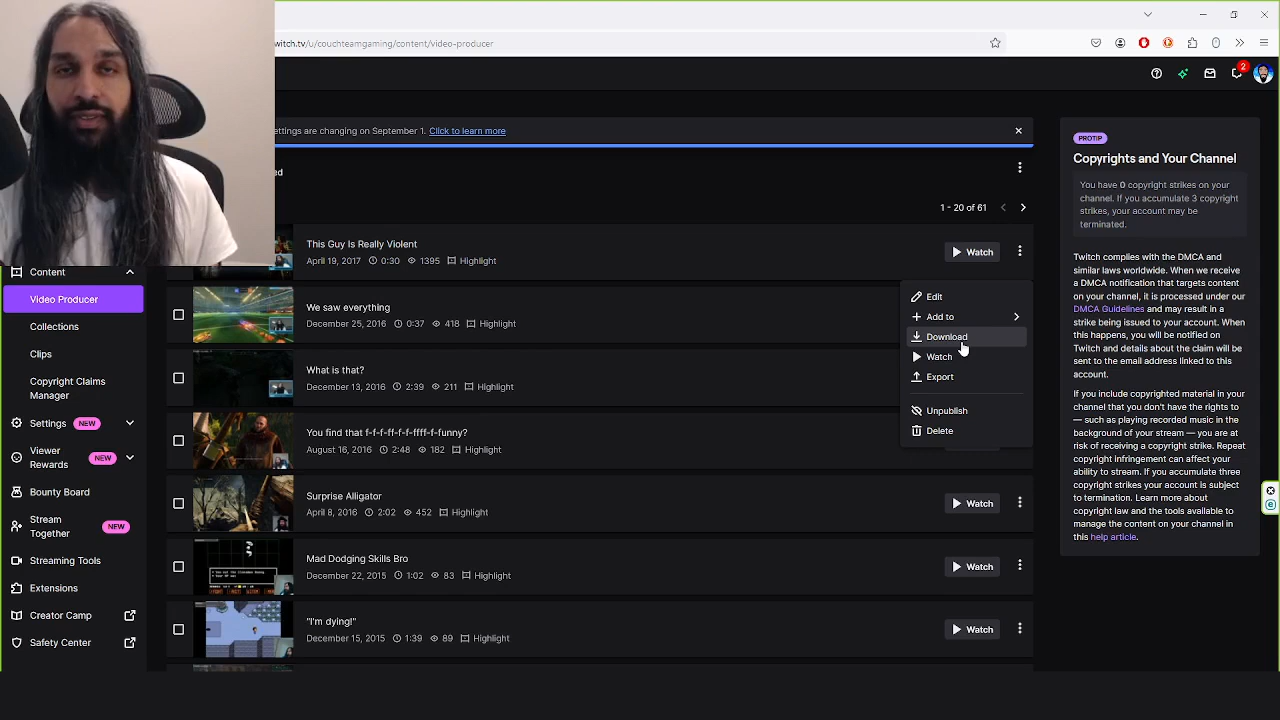 witch.tv/u/couchteamgaming/content/video-producer
2
ettings are changing on September 1. Click to learn more
ed
1 - 20 of 61
This Guy Is Really Violent
April 19, 2017 0:30 1395 Highlight
Watch
We saw everything
December 25, 2016 0:37 418 Highlight
What is that?
December 13, 2016 2:39 211 Highlight
You find that f-f-f-ff-f-f-ffff-f-funny?
August 16, 2016 2:48 182 Highlight
Surprise Alligator
April 8, 2016 2:02 452 Highlight
Watch
Mad Dodging Skills Bro
December 22, 2015 1:02 83 Highlight
Watch
"I'm dying!"
December 15, 2015 1:39 89 Highlight
Watch
Edit
Add to
Download
Watch
Export
Unpublish
Delete
Content
Video Producer
Collections
Clips
Copyright Claims
Manager
Settings NEW
Viewer
Rewards NEW
Bounty Board
Stream
Together NEW
Streaming Tools
Extensions
Creator Camp
Safety Center
PROTIP
Copyrights and Your Channel
You have 0 copyright strikes on your
channel. If you accumulate 3 copyright
strikes, your account may be
terminated.
Twitch complies with the DMCA and
similar laws worldwide. When we receive
a DMCA notification that targets content
on your channel, it is processed under our
DMCA Guidelines and may result in a
strike being issued to your account. When
this happens, you will be notified on
Twitch and details about the claim will be
sent to the email address linked to this
account.
If you include copyrighted material in your
channel that you don't have the rights to
stream — such as playing recorded music in
the background of your stream — you are at
risk of receiving a copyright strike. Repeat
copyright infringement can affect your
ability to stream. If you accumulate three
copyright strikes, your account is subject
to termination. Learn more about
copyright and the tools available to
manage the content on your channel in
this help article.